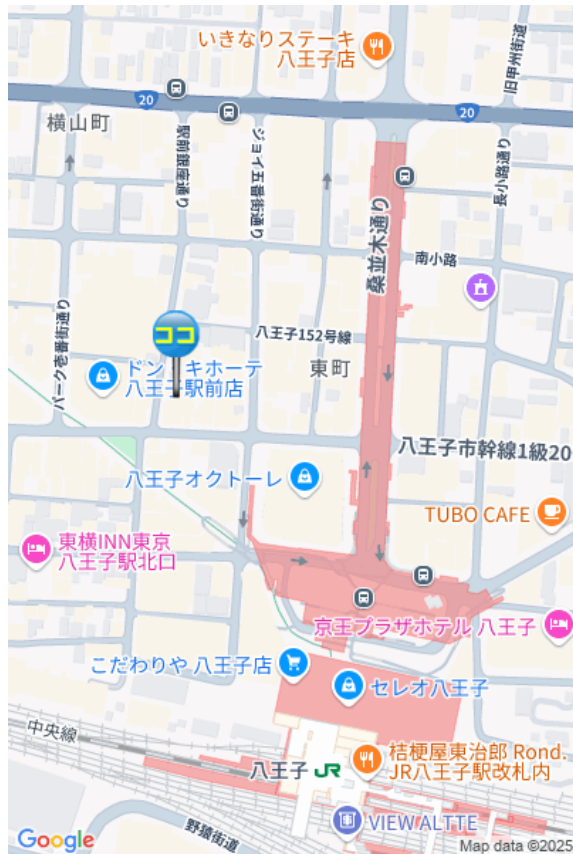 いきなりステーキ
八王子店
旧甲州街道
20
20
横山町
駅前銀座通り
ジョイ五番街通り
長小路通り
桑並木通り
南小路
パーク壱番街通り
ココ
八王子152号線
東町
ドン・キホーテ
八王子駅前店
八王子市幹線1級20
八王子オクトーレ
TUBO CAFE
東横INN東京
八王子駅北口
京王プラザホテル 八王子
こだわりや 八王子店
セレオ八王子
中央線
八王子 JR
桔梗屋東治郎 Rond.
JR八王子駅改札内
野猿街道
VIEW ALTTE
Google
Map data ©2025